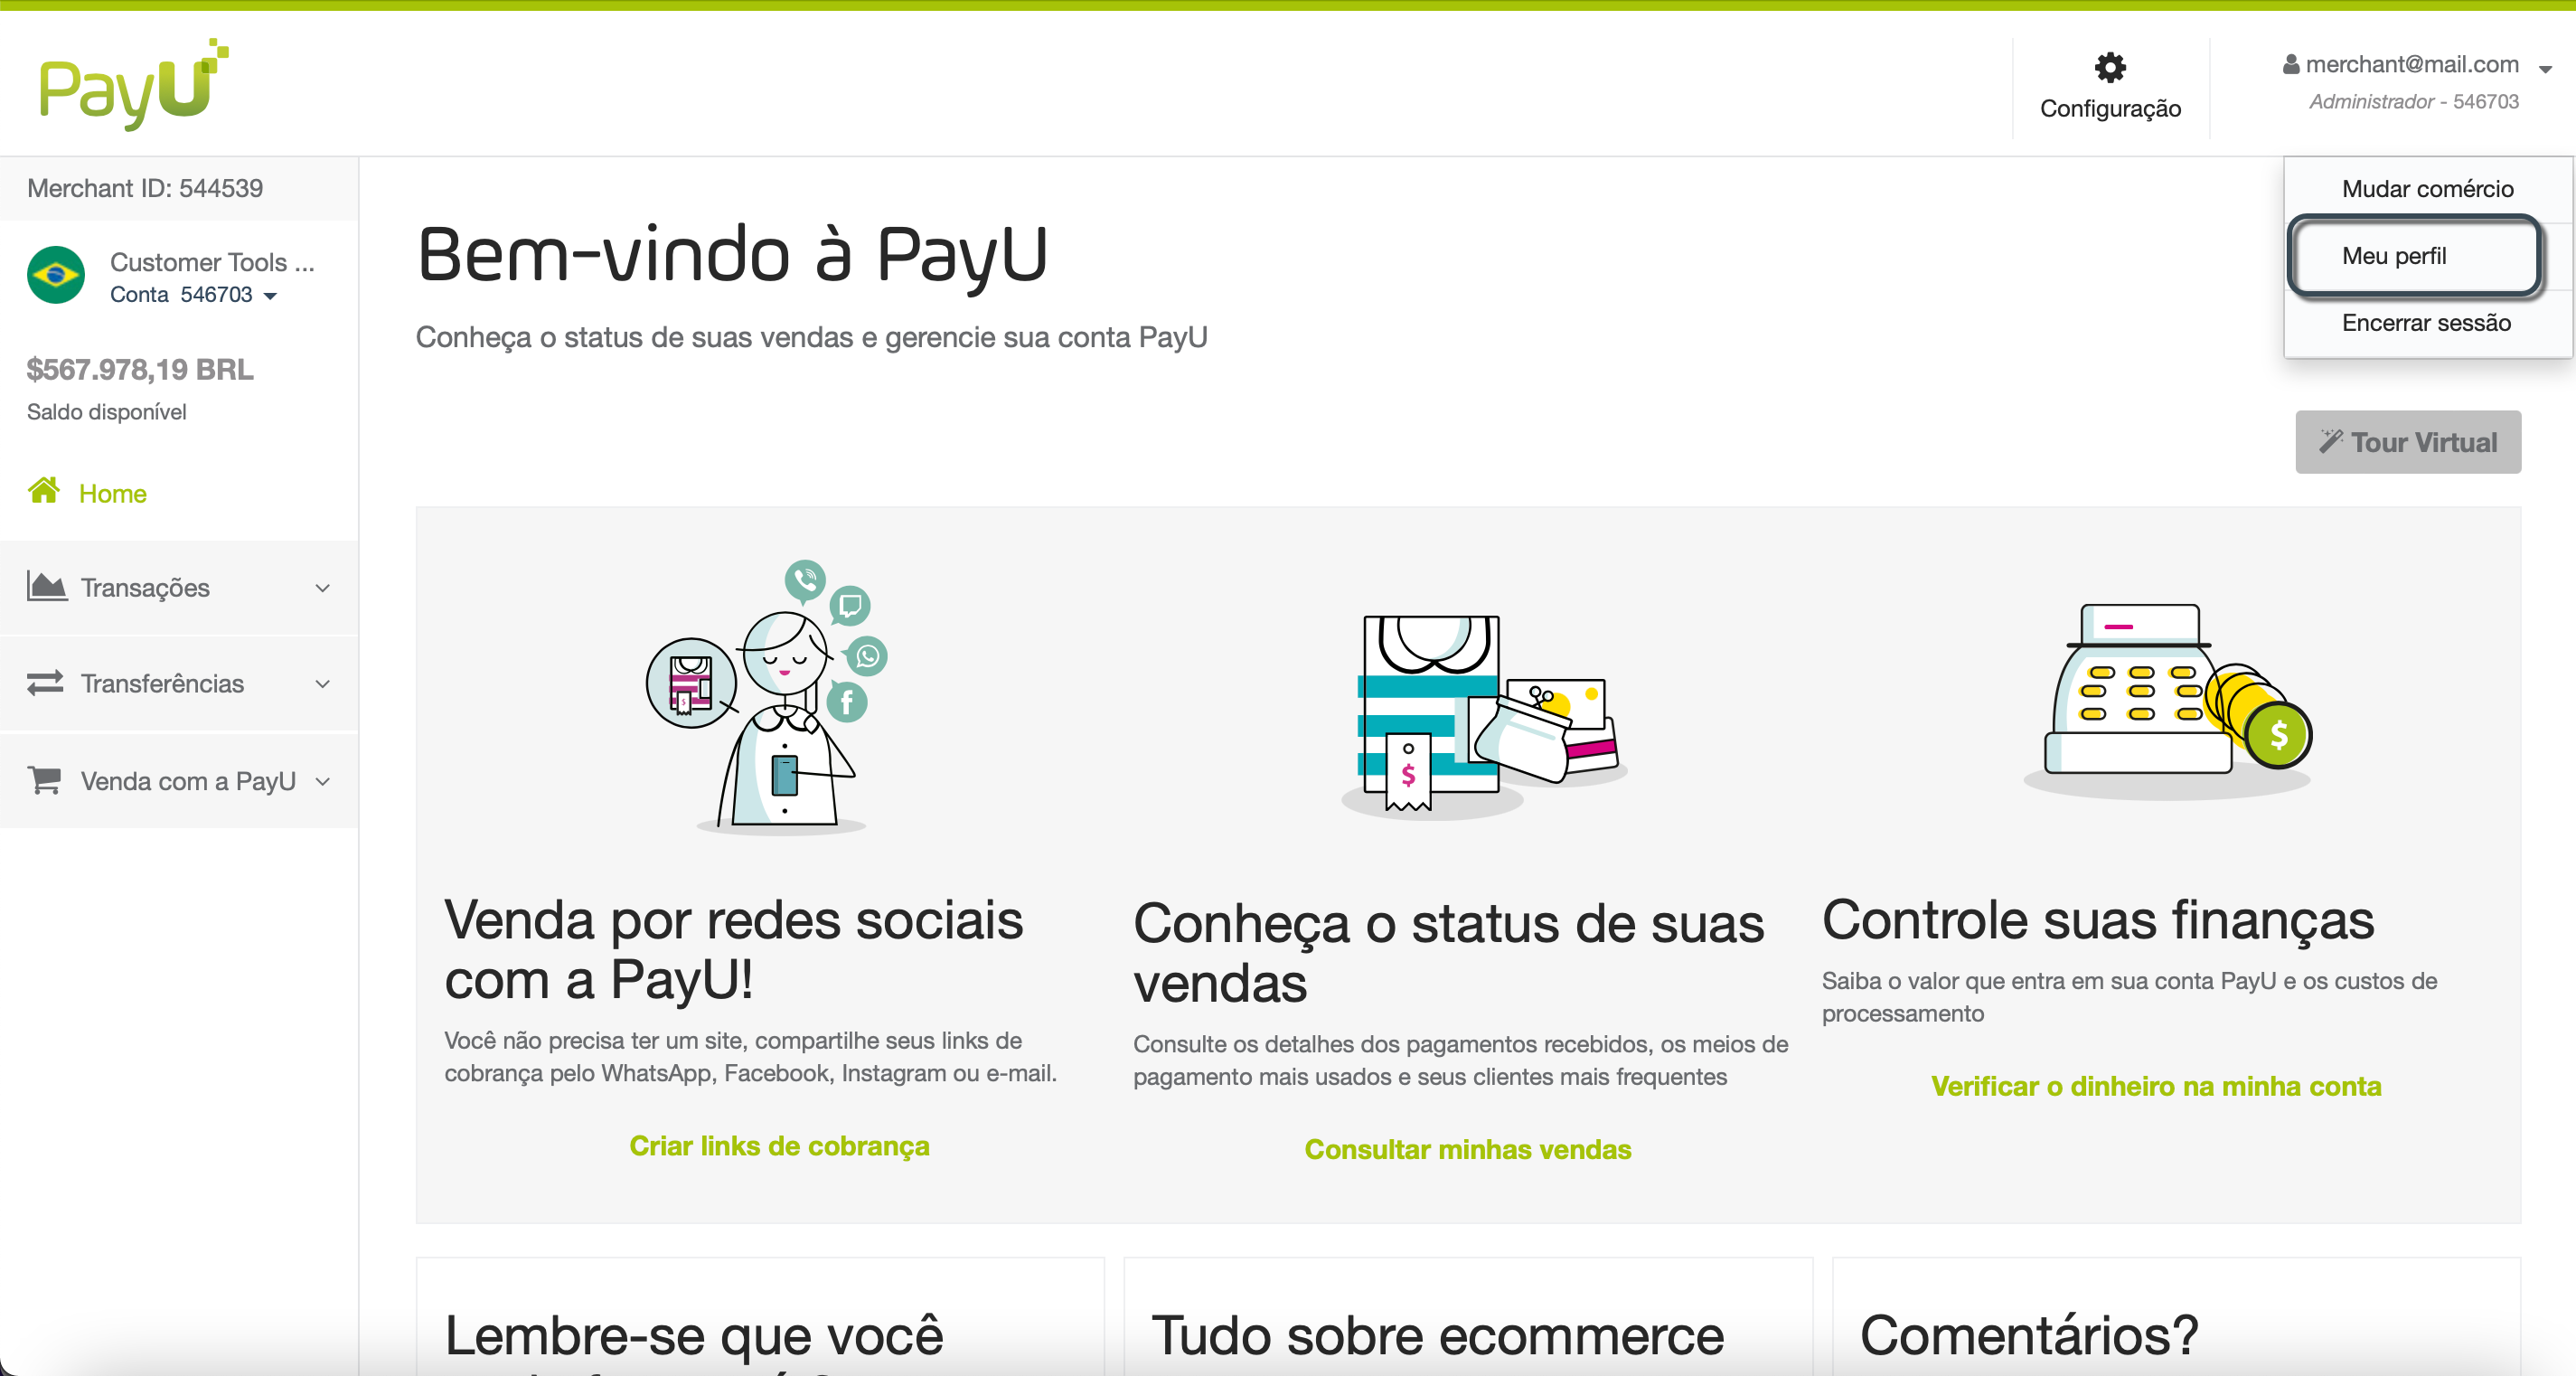 PayU
Configuração
merchant@mail.com
Administrador - 546703
Merchant ID: 544539
Customer Tools ...
Conta 546703
$567.978,19 BRL
Saldo disponível
Home
Transações
Transferências
Venda com a PayU
Mudar comércio
Meu perfil
Encerrar sessão
Bem-vindo à PayU
Conheça o status de suas vendas e gerencie sua conta PayU
Tour Virtual
Venda por redes sociais
com a PayU!
Você não precisa ter um site, compartilhe seus links de
cobrança pelo WhatsApp, Facebook, Instagram ou e-mail.
Criar links de cobrança
Conheça o status de suas
vendas
Consulte os detalhes dos pagamentos recebidos, os meios de
pagamento mais usados e seus clientes mais frequentes
Consultar minhas vendas
Controle suas finanças
Saiba o valor que entra em sua conta PayU e os custos de
processamento
Verificar o dinheiro na minha conta
Lembre-se que você
Tudo sobre ecommerce
Comentários?